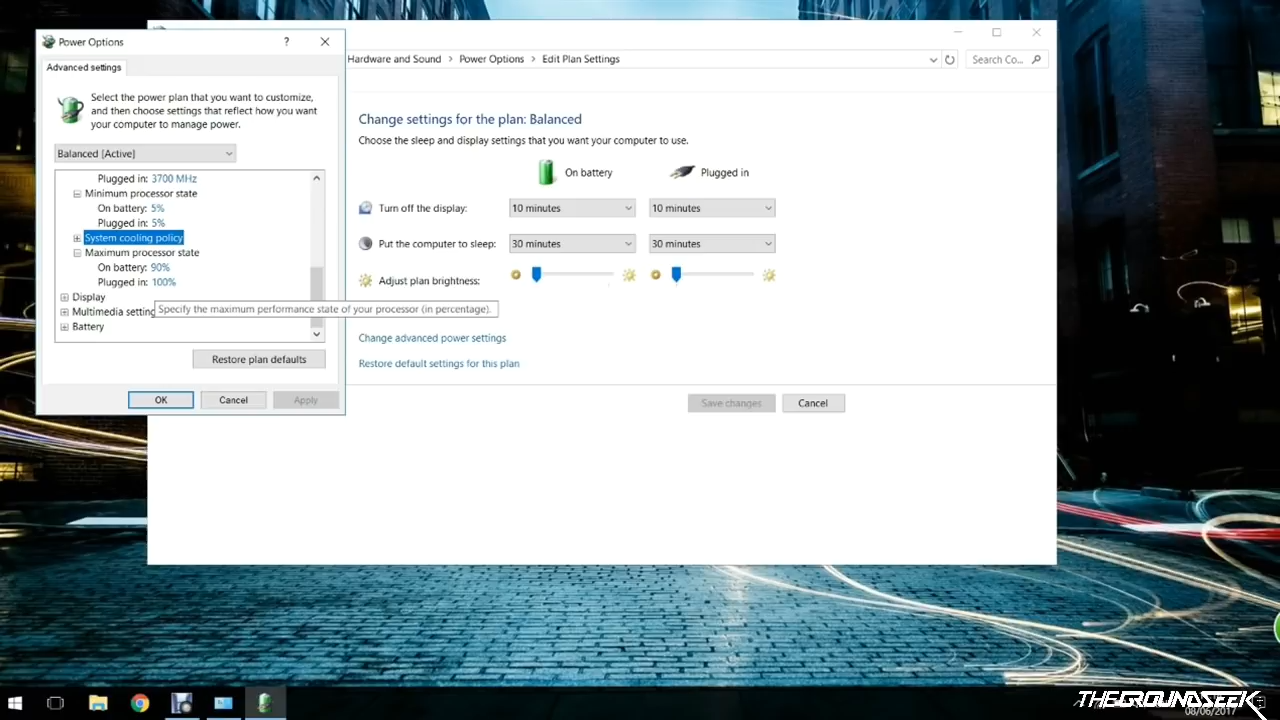 Power Options
?
Advanced settings
Select the power plan that you want to customize,
and then choose settings that reflect how you want
your computer to manage power.
Balanced [Active]
Plugged in: 3700 MHz
Minimum processor state
On battery: 5%
Plugged in: 5%
System cooling policy
Maximum processor state
On battery: 90%
Plugged in: 100%
Display
Multimedia setting
Specify the maximum performance state of your processor (in percentage).
Battery
Restore plan defaults
OK
Cancel
Apply
Hardware and Sound > Power Options > Edit Plan Settings
Search Co...
Change settings for the plan: Balanced
Choose the sleep and display settings that you want your computer to use.
On battery
Plugged in
Turn off the display:
10 minutes
10 minutes
Put the computer to sleep:
30 minutes
30 minutes
Adjust plan brightness:
Change advanced power settings
Restore default settings for this plan
Save changes
Cancel
THEGROUNDSEEK
08/06/2017